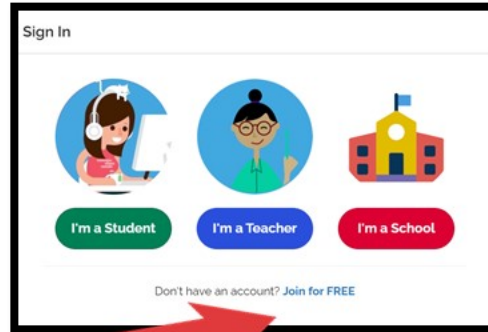 Sign In
I'm a Student
I'm a Teacher
I'm a School
Don't have an account? Join for FREE